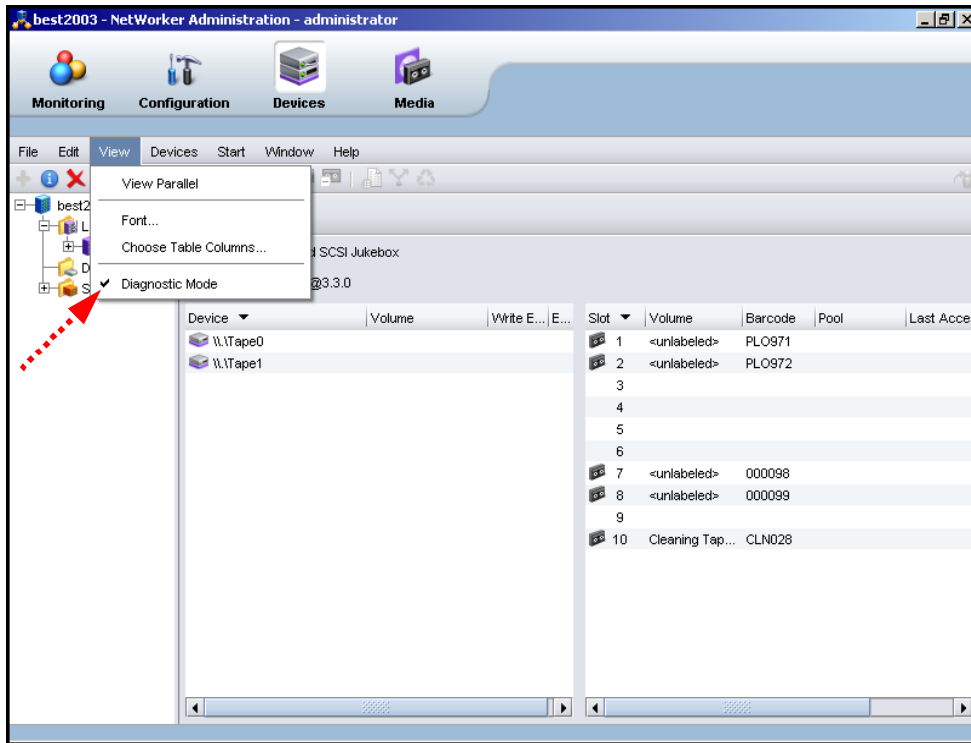 best2003 - NetWorker Administration - administrator
Monitoring Configuration Devices Media
File Edit View Devices Start Window Help
View Parallel
Font...
Choose Table Columns...
Diagnostic Mode
best2
L
D
S
SCSI Jukebox
@3.3.0
Device Volume Write E... E...
\\.\Tape0
\\.\Tape1
Slot Volume Barcode Pool Last Acce
1 <unlabeled> PLO971
2 <unlabeled> PLO972
3
4
5
6
7 <unlabeled> 000098
8 <unlabeled> 000099
9
10 Cleaning Tap... CLN028